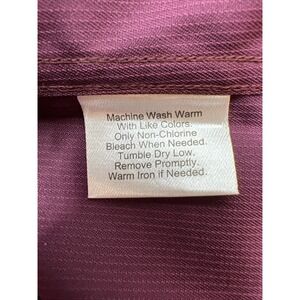 Machine Wash Warm
With Like Colors.
Only Non-Chlorine
Bleach When Needed.
Tumble Dry Low.
Remove Promptly.
Warm Iron if Needed.